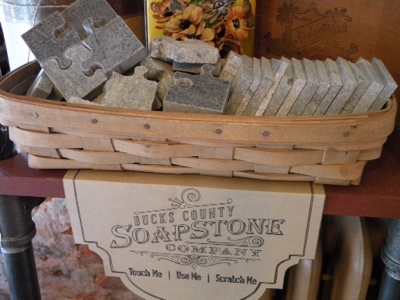 BUCKS COUNTY
SOAPSTONE
COMPANY
Touch Me | Use Me | Scratch Me